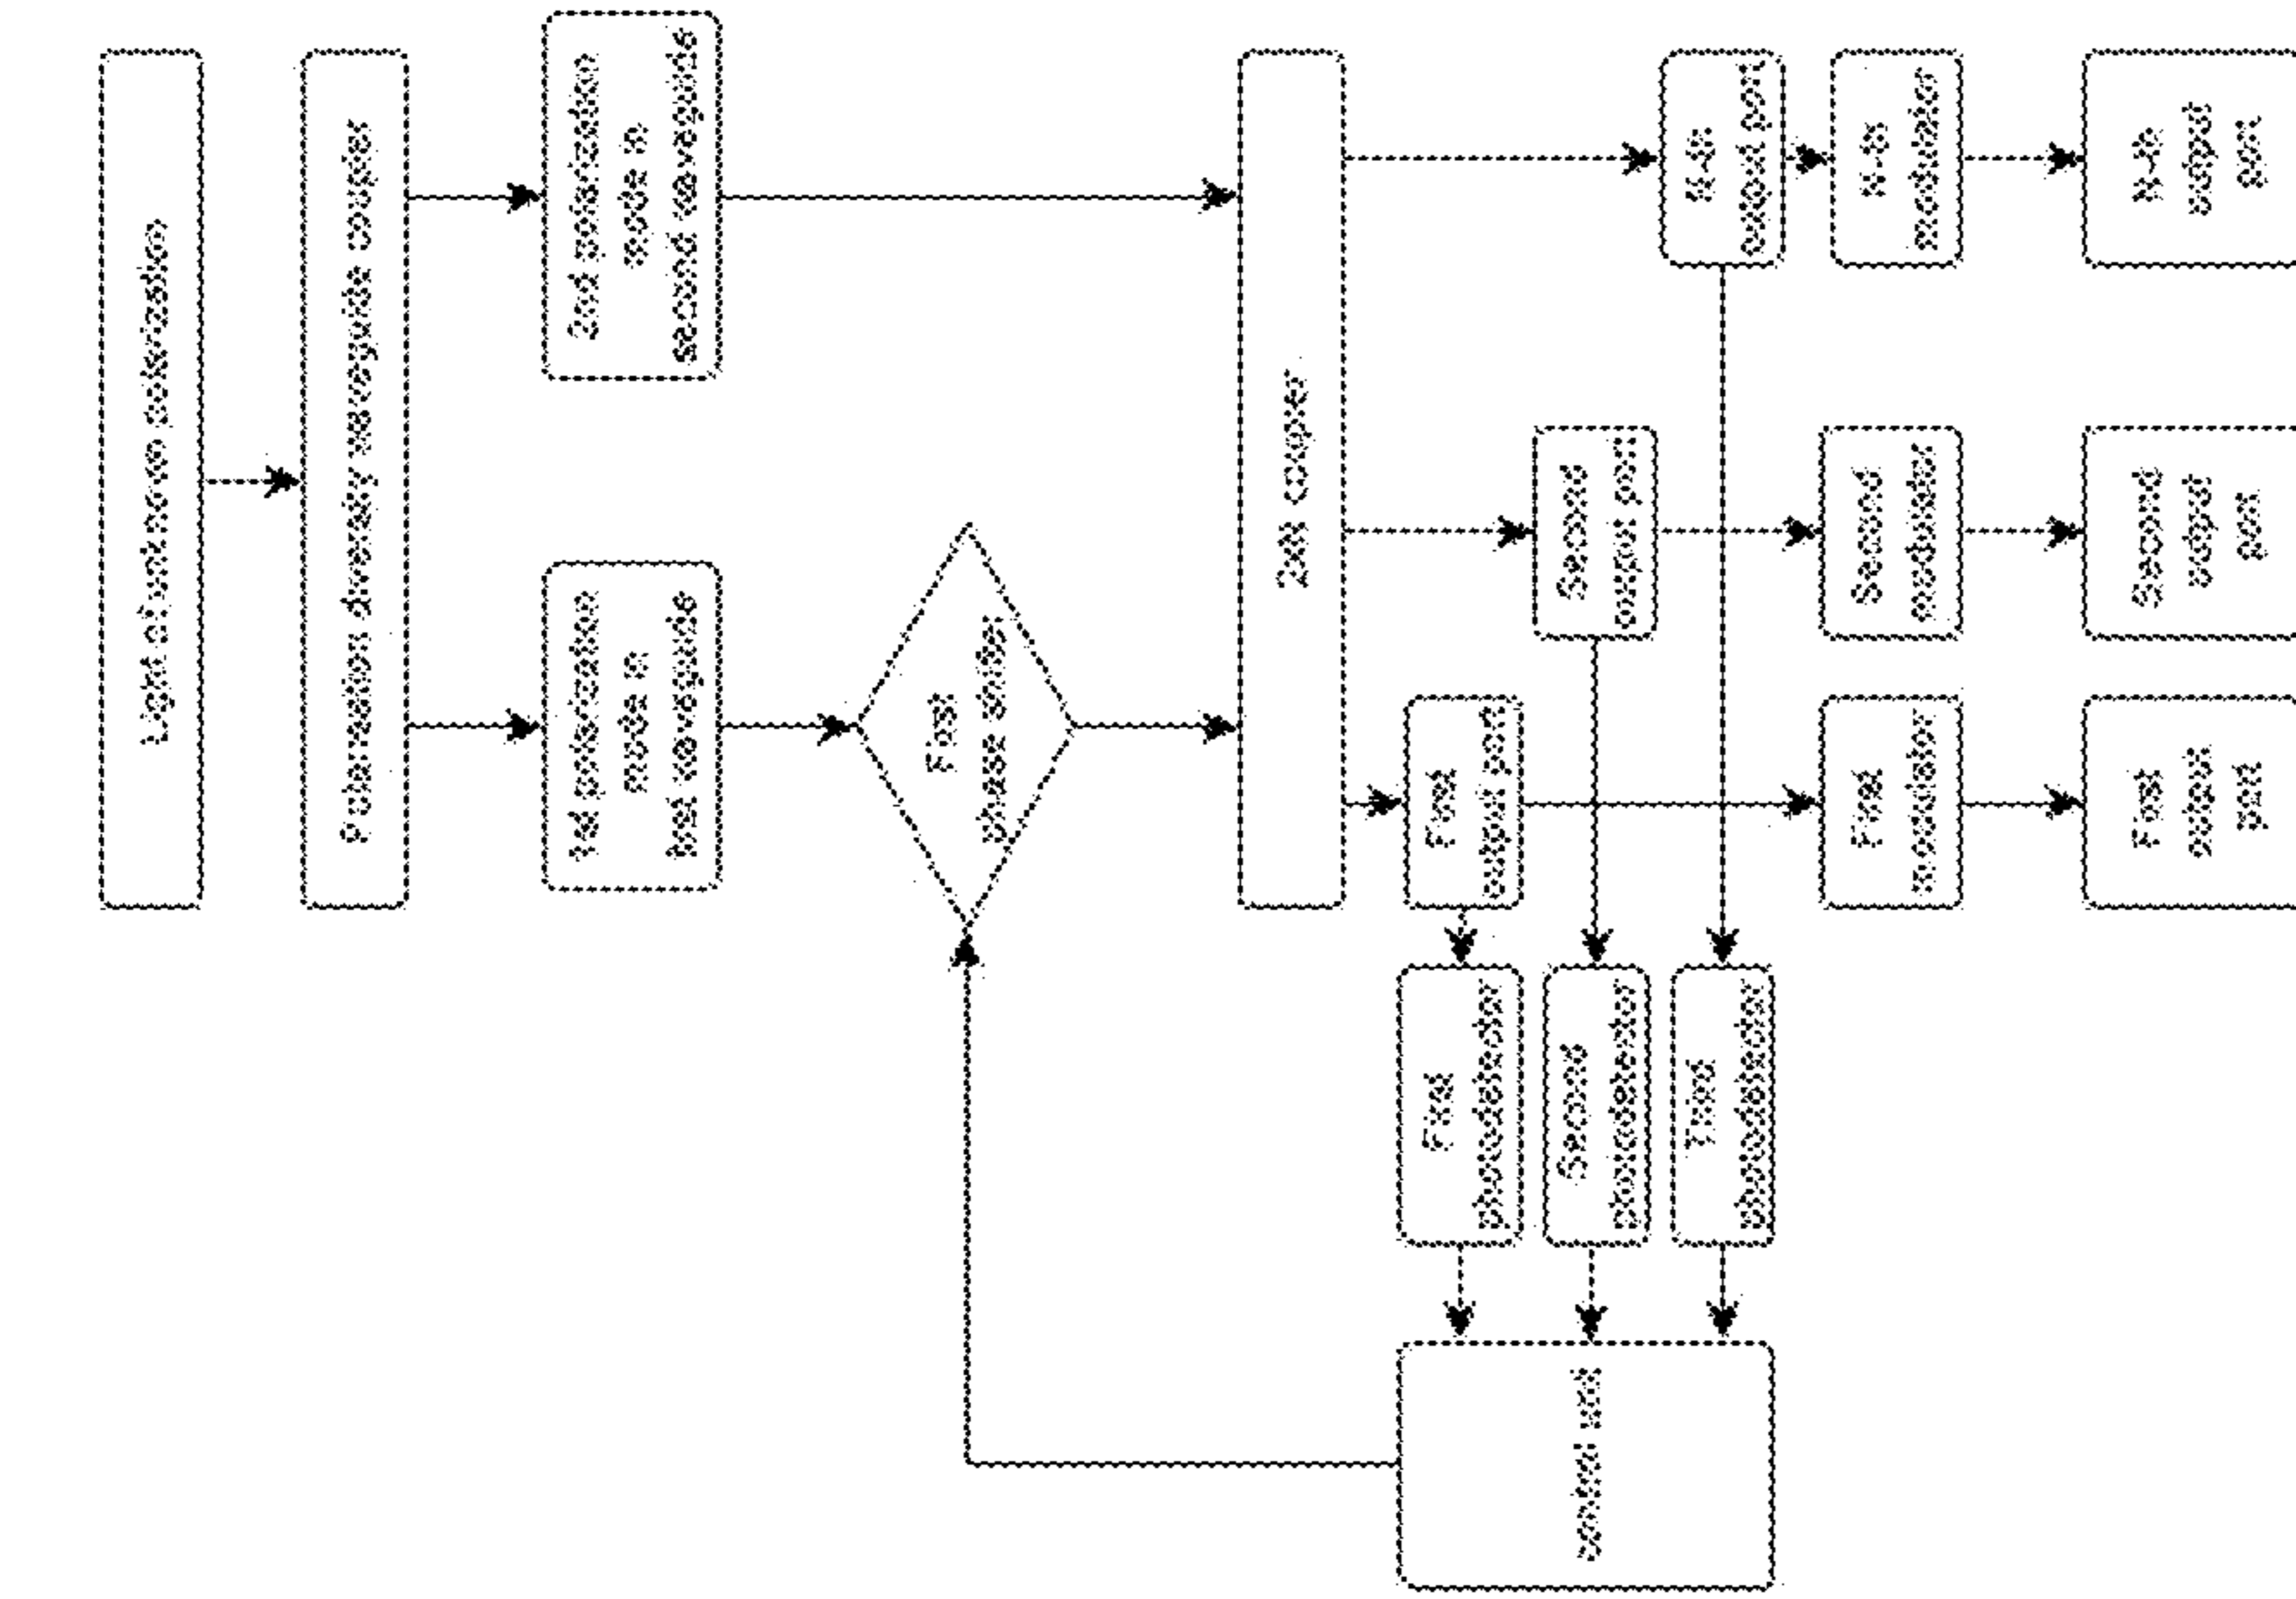 Light of unknown polarization
Polarization diversity waveguide coupler
1st polarization
mode in
first waveguide
2nd polarization
mode in
second waveguide
First
phase shifter
2xN coupler
First
output port
Second
output port
N-th
output port
First
photodetector
Second
photodetector
Third
photodetector
control unit
First
modulator
Second
modulator
N-th
modulator
First
output
port
Second
output
port
N-th
output
port